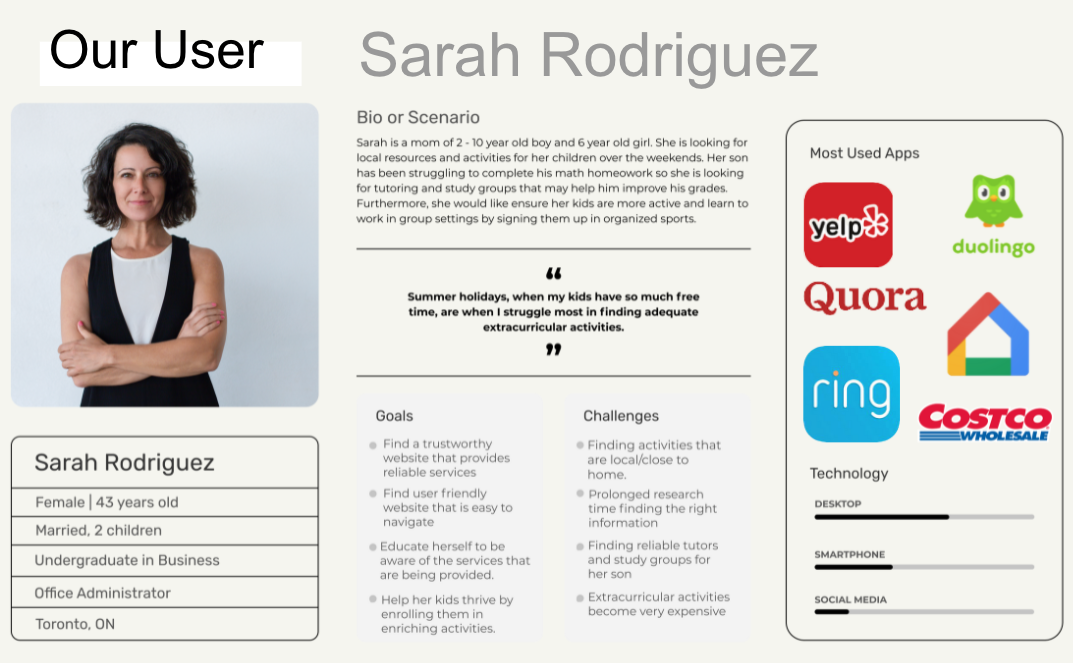 Our User
Sarah Rodriguez
Bio or Scenario
Sarah is a mom of 2 - 10 year old boy and 6 year old girl. She is looking for
local resources and activities for her children over the weekends. Her son
has been struggling to complete his math homeowork so she is looking
for tutoring and study groups that may help him improve his grades.
Furthermore, she would like ensure her kids are more active and learn to
work in group settings by signing them up in organized sports.
“
Summer holidays, when my kids have so much free
time, are when I struggle most in finding adequate
extracurricular activities.
”
Sarah Rodriguez
Female | 43 years old
Married, 2 children
Undergraduate in Business
Office Administrator
Toronto, ON
Goals
Find a trustworthy
website that provides
reliable services
Find user friendly
website that is easy to
navigate
Educate herself to be
aware of the services that
are being provided.
Help her kids thrive by
enrolling them in
enriching activities.
Challenges
Finding activities that
are local/close to
home.
Prolonged research
time finding the right
information
Finding reliable tutors
and study groups for
her son
Extracurricular activities
become very expensive
Most Used Apps
yelp
duolingo
Quora
ring
COSTCO
WHOLESALE
Technology
DESKTOP
SMARTPHONE
SOCIAL MEDIA